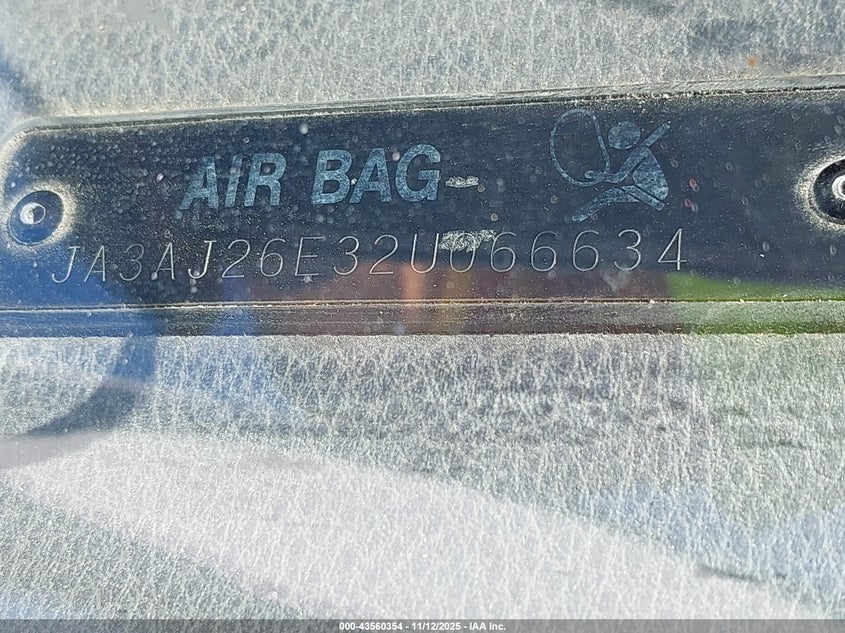 AIR BAG
JA3AJ26E32U066634
000-43560354 - 11/12/2025 - IAA Inc.